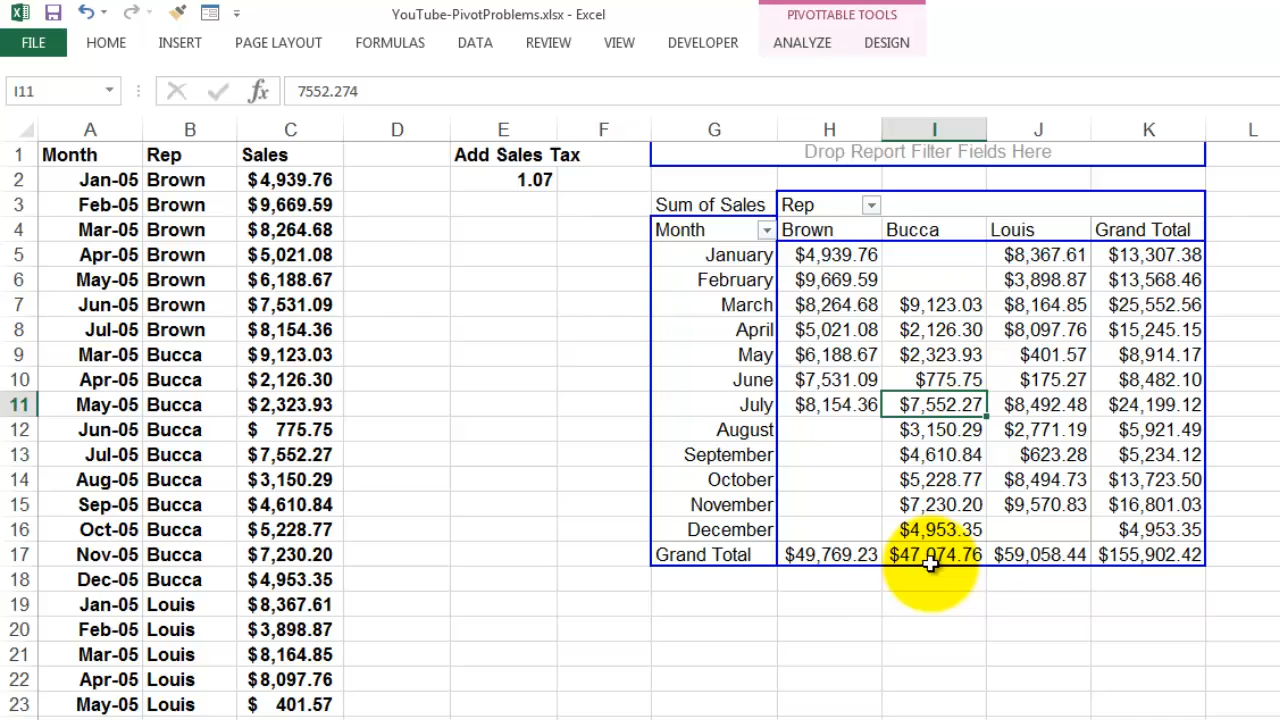 YouTube-PivotProblems.xlsx - Excel
PIVOTTABLE TOOLS
FILE HOME INSERT PAGE LAYOUT FORMULAS DATA REVIEW VIEW DEVELOPER ANALYZE DESIGN
I11 fx 7552.274
A B C D E F G H I J K L
1 Month Rep Sales Add Sales Tax Drop Report Filter Fields Here
2 Jan-05 Brown $4,939.76 1.07
3 Feb-05 Brown $9,669.59 Sum of Sales Rep
4 Mar-05 Brown $8,264.68 Month Brown Bucca Louis Grand Total
5 Apr-05 Brown $5,021.08 January $4,939.76 $8,367.61 $13,307.38
6 May-05 Brown $6,188.67 February $9,669.59 $3,898.87 $13,568.46
7 Jun-05 Brown $7,531.09 March $8,264.68 $9,123.03 $8,164.85 $25,552.56
8 Jul-05 Brown $8,154.36 April $5,021.08 $2,126.30 $8,097.76 $15,245.15
9 Mar-05 Bucca $9,123.03 May $6,188.67 $2,323.93 $401.57 $8,914.17
10 Apr-05 Bucca $2,126.30 June $7,531.09 $775.75 $175.27 $8,482.10
11 May-05 Bucca $2,323.93 July $8,154.36 $7,552.27 $8,492.48 $24,199.12
12 Jun-05 Bucca $ 775.75 August $3,150.29 $2,771.19 $5,921.49
13 Jul-05 Bucca $7,552.27 September $4,610.84 $623.28 $5,234.12
14 Aug-05 Bucca $3,150.29 October $5,228.77 $8,494.73 $13,723.50
15 Sep-05 Bucca $4,610.84 November $7,230.20 $9,570.83 $16,801.03
16 Oct-05 Bucca $5,228.77 December $4,953.35 $4,953.35
17 Nov-05 Bucca $7,230.20 Grand Total $49,769.23 $47,074.76 $59,058.44 $155,902.42
18 Dec-05 Bucca $4,953.35
19 Jan-05 Louis $8,367.61
20 Feb-05 Louis $3,898.87
21 Mar-05 Louis $8,164.85
22 Apr-05 Louis $8,097.76
23 May-05 Louis $ 401.57